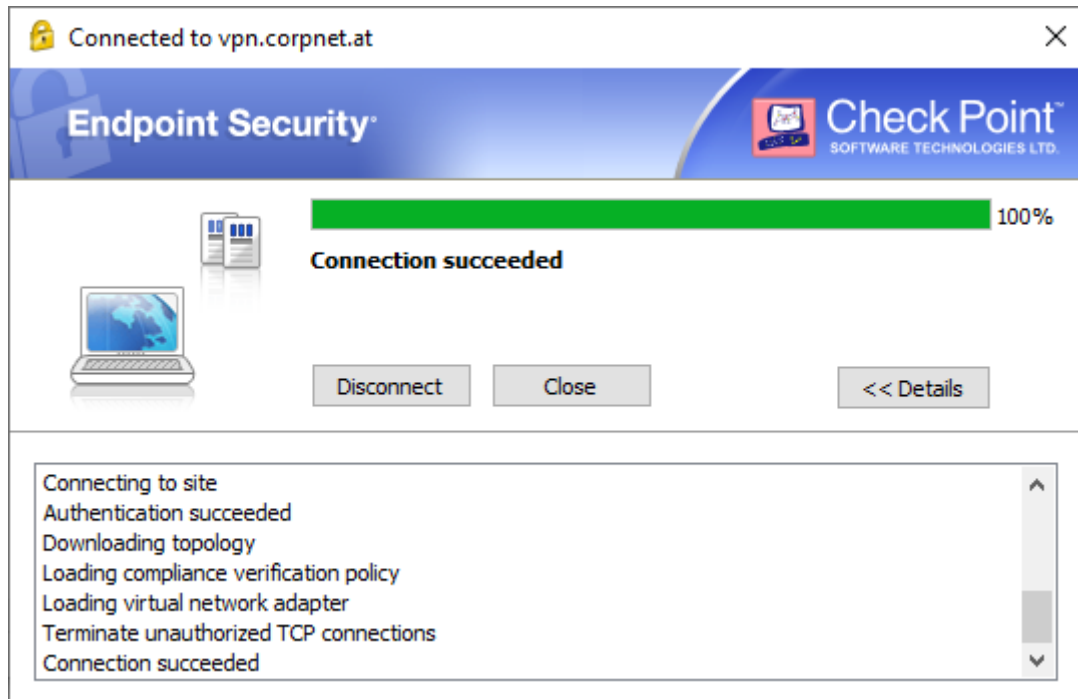 Connected to vpn.corpnet.at
Endpoint Security
Check Point™
SOFTWARE TECHNOLOGIES LTD.
100%
Connection succeeded
Disconnect
Close
<< Details
Connecting to site
Authentication succeeded
Downloading topology
Loading compliance verification policy
Loading virtual network adapter
Terminate unauthorized TCP connections
Connection succeeded